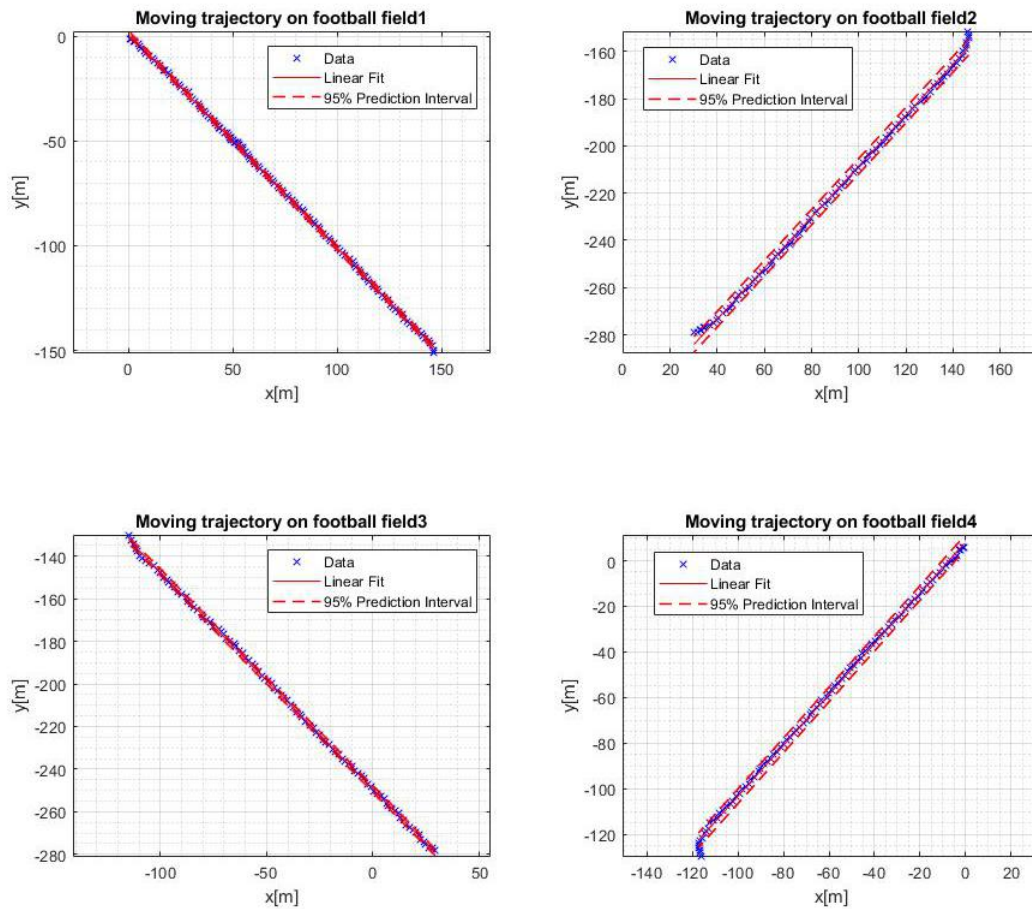 Moving trajectory on football field1
0
-50
-100
-150
y[m]
0
50
100
150
x[m]
Data
Linear Fit
95% Prediction Interval
Moving trajectory on football field2
-160
-180
-200
-220
-240
-260
-280
y[m]
0
20
40
60
80
100
120
140
160
x[m]
Data
Linear Fit
95% Prediction Interval
Moving trajectory on football field3
-140
-160
-180
-200
-220
-240
-260
-280
y[m]
-100
-50
0
50
x[m]
Data
Linear Fit
95% Prediction Interval
Moving trajectory on football field4
0
-20
-40
-60
-80
-100
-120
y[m]
-140
-120
-100
-80
-60
-40
-20
0
20
x[m]
Data
Linear Fit
95% Prediction Interval